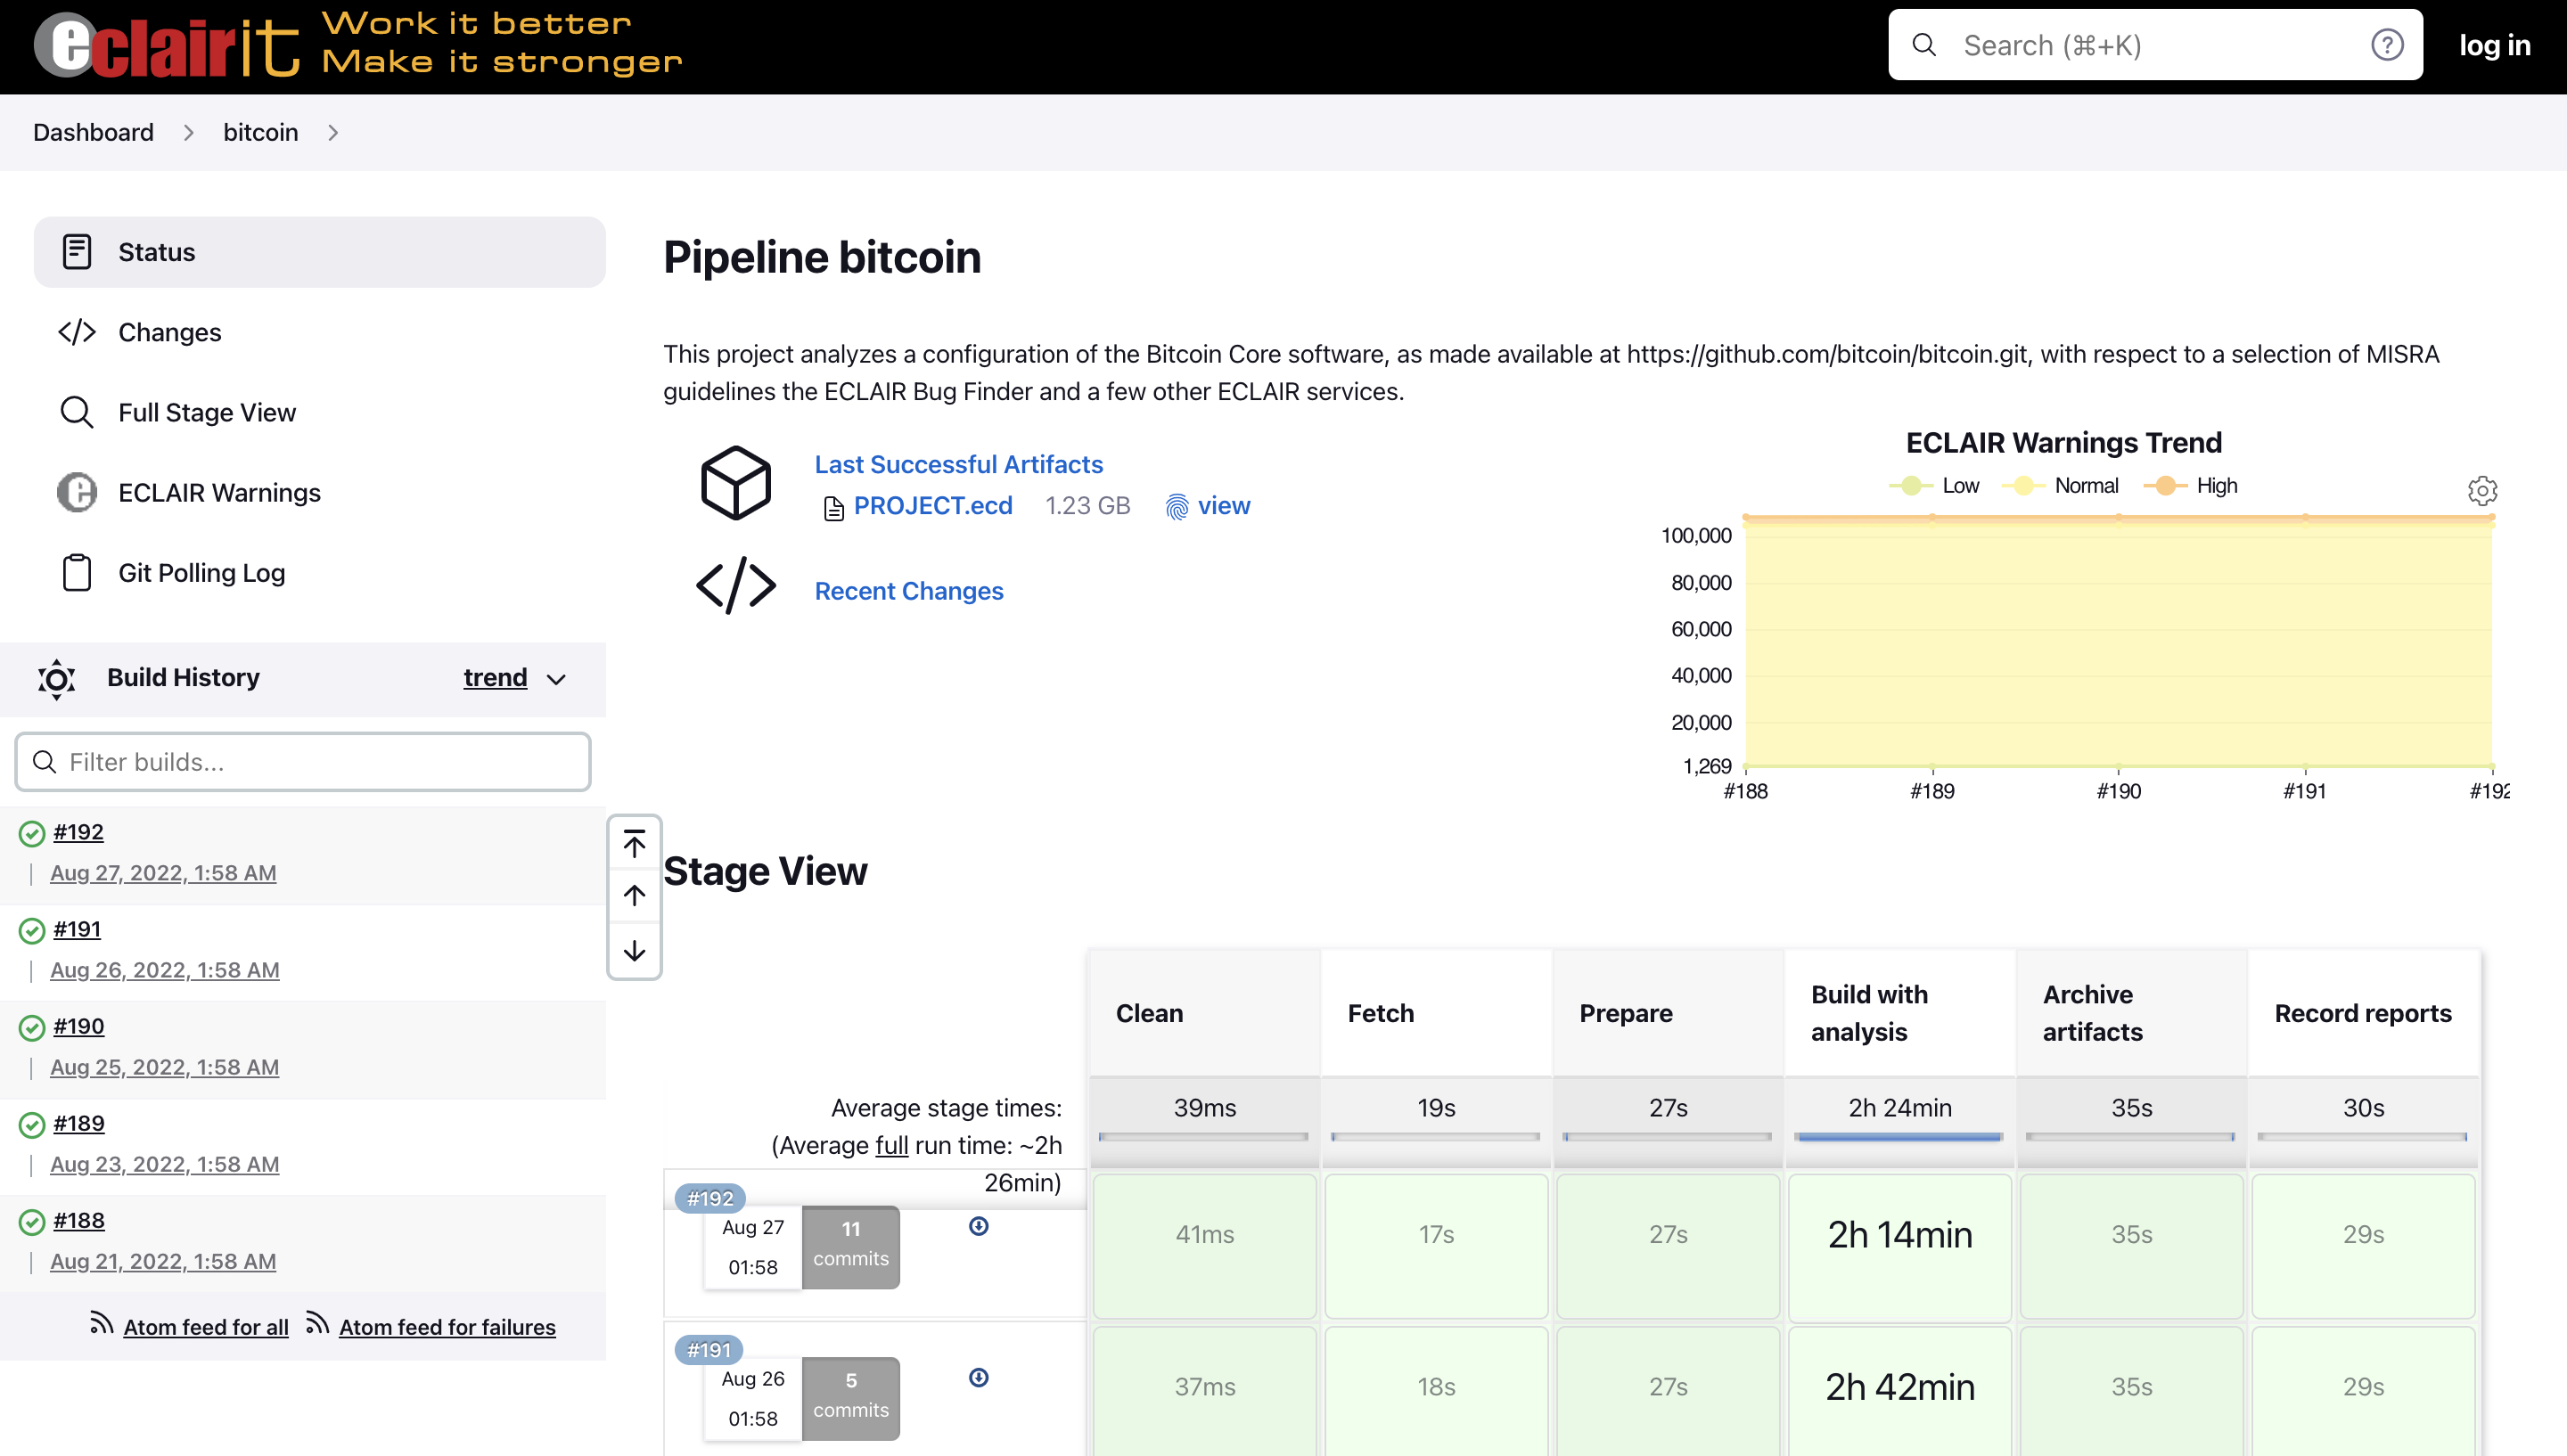 eclairit
Work it better
Make it stronger
Search (⌘+K)
log in
Dashboard
bitcoin
Status
Changes
Full Stage View
ECLAIR Warnings
Git Polling Log
Build History
trend
Filter builds...
#192
Aug 27, 2022, 1:58 AM
#191
Aug 26, 2022, 1:58 AM
#190
Aug 25, 2022, 1:58 AM
#189
Aug 23, 2022, 1:58 AM
#188
Aug 21, 2022, 1:58 AM
Atom feed for all
Atom feed for failures
Pipeline bitcoin
This project analyzes a configuration of the Bitcoin Core software, as made available at https://github.com/bitcoin/bitcoin.git, with respect to a selection of MISRA
guidelines the ECLAIR Bug Finder and a few other ECLAIR services.
Last Successful Artifacts
PROJECT.ecd 1.23 GB view
Recent Changes
ECLAIR Warnings Trend
Low Normal High
100,000
80,000
60,000
40,000
20,000
1,269
#188 #189 #190 #191 #192
Stage View
Clean
Fetch
Prepare
Build with
analysis
Archive
artifacts
Record reports
Average stage times:
(Average full run time: ~2h
26min)
39ms 19s 27s 2h 24min 35s 30s
#192
Aug 27
01:58
11
commits
41ms 17s 27s 2h 14min 35s 29s
#191
Aug 26
01:58
5
commits
37ms 18s 27s 2h 42min 35s 29s